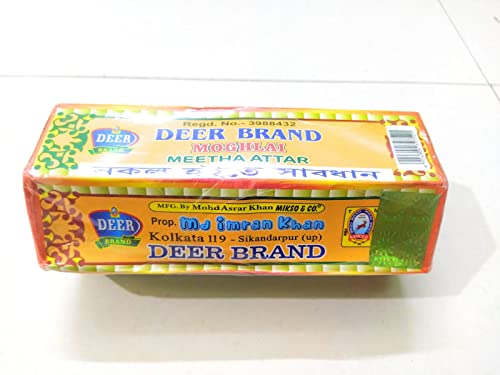 Regd. No.- 3988432
DEER
BRAND
DEER BRAND
MOGHLAI
MEETHA ATTAR
নকল হইতে সাবধান
MFG. By Mohd Asrar Khan MIKSO & CO.
DEER
BRAND
Prop. Md imran Khan
Kolkata 119 - Sikandarpur (up)
DEER BRAND